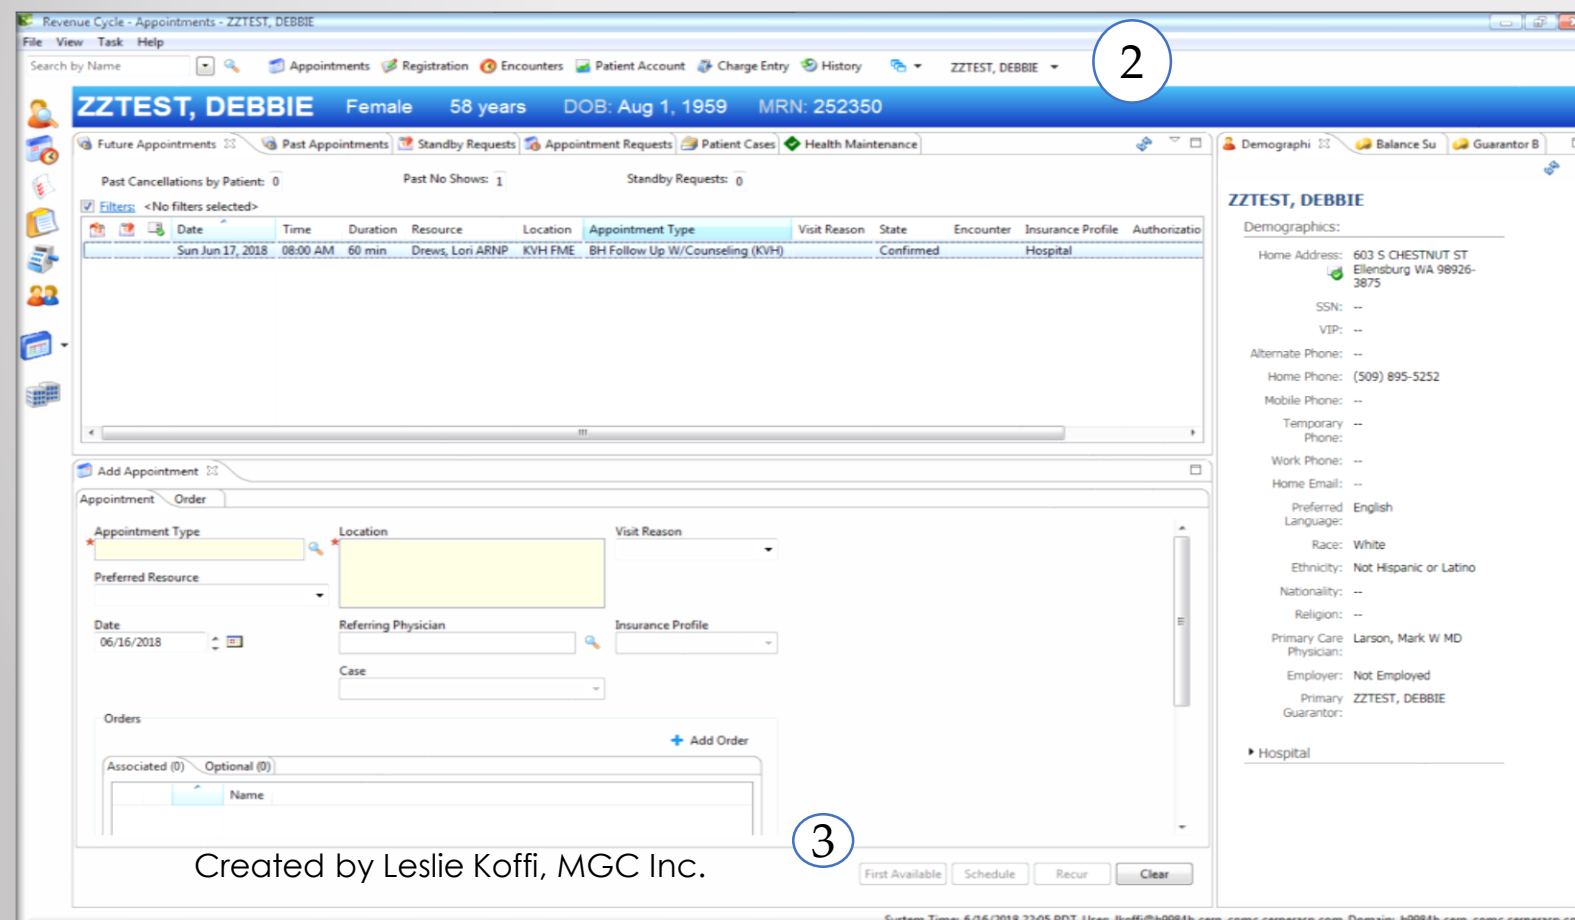 Revenue Cycle - Appointments - ZZTEST, DEBBIE
File View Task Help
Search by Name Appointments Registration Encounters Patient Account Charge Entry History ZZTEST, DEBBIE
2
ZZTEST, DEBBIE Female 58 years DOB: Aug 1, 1959 MRN: 252350
Future Appointments Past Appointments Standby Requests Appointment Requests Patient Cases Health Maintenance
Past Cancellations by Patient: 0 Past No Shows: 1 Standby Requests: 0
Filters: <No filters selected>
Date Time Duration Resource Location Appointment Type Visit Reason State Encounter Insurance Profile Authorizatio
Sun Jun 17, 2018 08:00 AM 60 min Drews, Lori ARNP KVH FME BH Follow Up W/Counseling (KVH) Confirmed Hospital
Add Appointment
Appointment Order
Appointment Type Location Visit Reason
* *
Preferred Resource
Date Referring Physician Insurance Profile
06/16/2018
Case
Orders
+ Add Order
Associated (0) Optional (0)
Name
3
Created by Leslie Koffi, MGC Inc.
First Available Schedule Recur Clear
Demographi Balance Su Guarantor B
ZZTEST, DEBBIE
Demographics:
Home Address: 603 S CHESTNUT ST
Ellensburg WA 98926-
3875
SSN: --
VIP: --
Alternate Phone: --
Home Phone: (509) 895-5252
Mobile Phone: --
Temporary --
Phone:
Work Phone: --
Home Email: --
Preferred English
Language:
Race: White
Ethnicity: Not Hispanic or Latino
Nationality: --
Religion: --
Primary Care Larson, Mark W MD
Physician:
Employer: Not Employed
Primary ZZTEST, DEBBIE
Guarantor:
Hospital
System Time: 6/16/2018 22:05 PDT User: